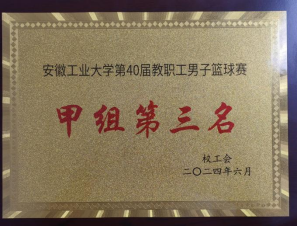 安徽工业大学第40届教职工男子篮球赛
甲组第三名
校工会
二〇二四年六月